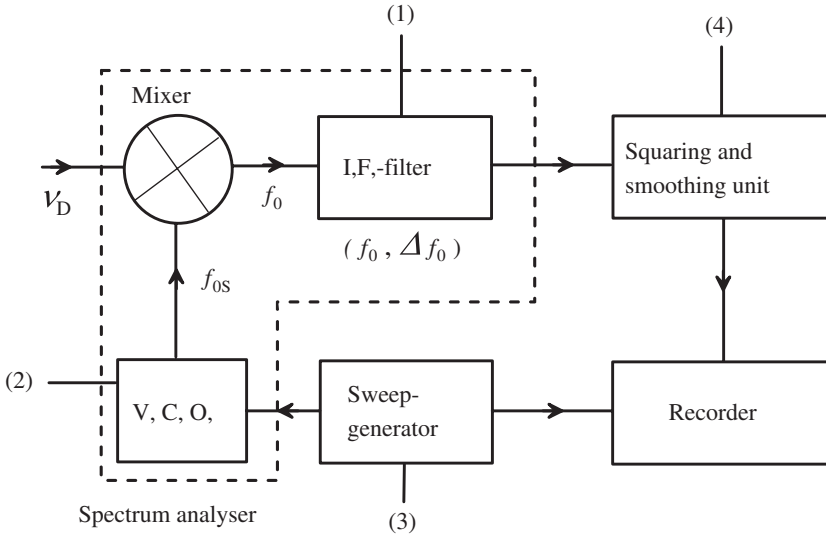 (1)
(4)
Mixer
I,F,-filter
Squaring and
smoothing unit
ν_D
f_0
( f_0 , Δf_0 )
f_0S
(2)
V, C, O,
Sweep-
generator
Recorder
Spectrum analyser
(3)